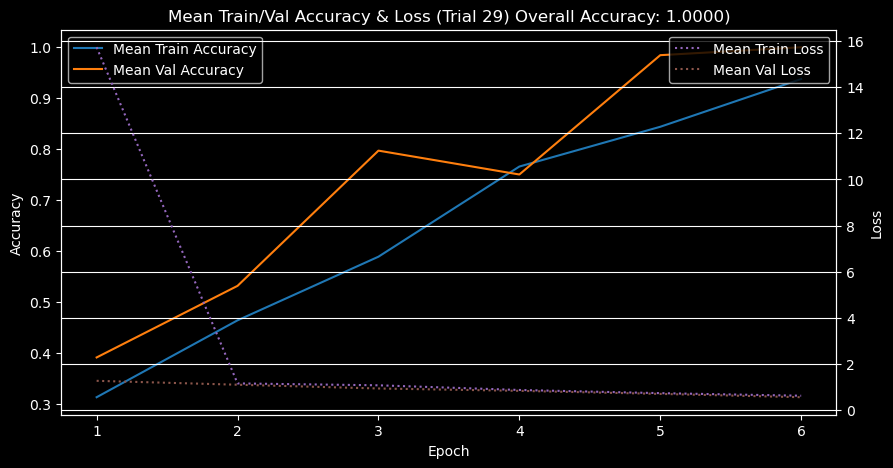 Mean Train/Val Accuracy & Loss (Trial 29) Overall Accuracy: 1.0000)
Mean Train Accuracy
Mean Val Accuracy
Mean Train Loss
Mean Val Loss
1.0
0.9
0.8
0.7
0.6
0.5
0.4
0.3
Accuracy
16
14
12
10
8
6
4
2
0
Loss
1 2 3 4 5 6
Epoch